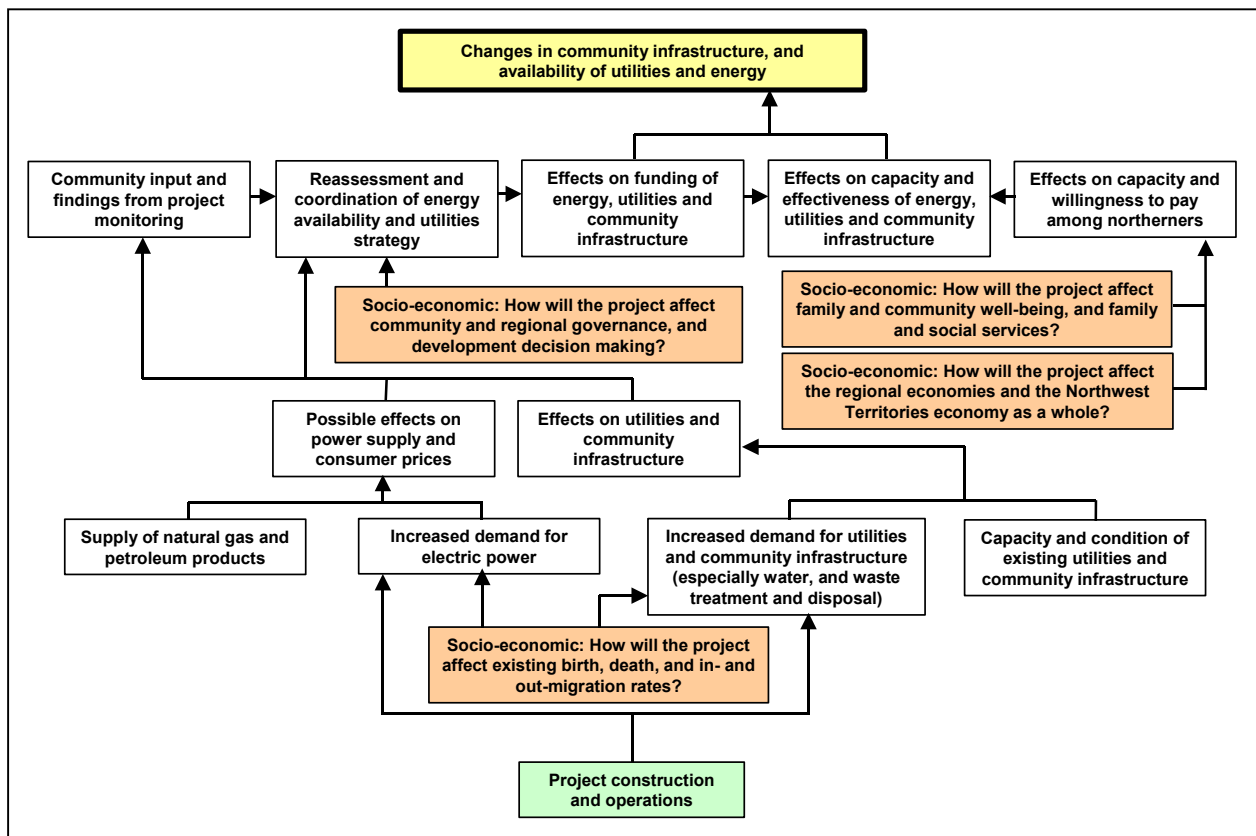 Changes in community infrastructure, and
availability of utilities and energy
Community input and
findings from project
monitoring
Reassessment and
coordination of energy
availability and utilities
strategy
Effects on funding of
energy, utilities and
community
infrastructure
Effects on capacity and
effectiveness of energy,
utilities and community
infrastructure
Effects on capacity and
willingness to pay
among northerners
Socio-economic: How will the project affect
community and regional governance, and
development decision making?
Socio-economic: How will the project affect
family and community well-being, and family
and social services?
Socio-economic: How will the project affect
the regional economies and the Northwest
Territories economy as a whole?
Possible effects on
power supply and
consumer prices
Effects on utilities and
community
infrastructure
Supply of natural gas and
petroleum products
Increased demand for
electric power
Increased demand for utilities
and community infrastructure
(especially water, and waste
treatment and disposal)
Capacity and condition of
existing utilities and
community infrastructure
Socio-economic: How will the project
affect existing birth, death, and in- and
out-migration rates?
Project construction
and operations